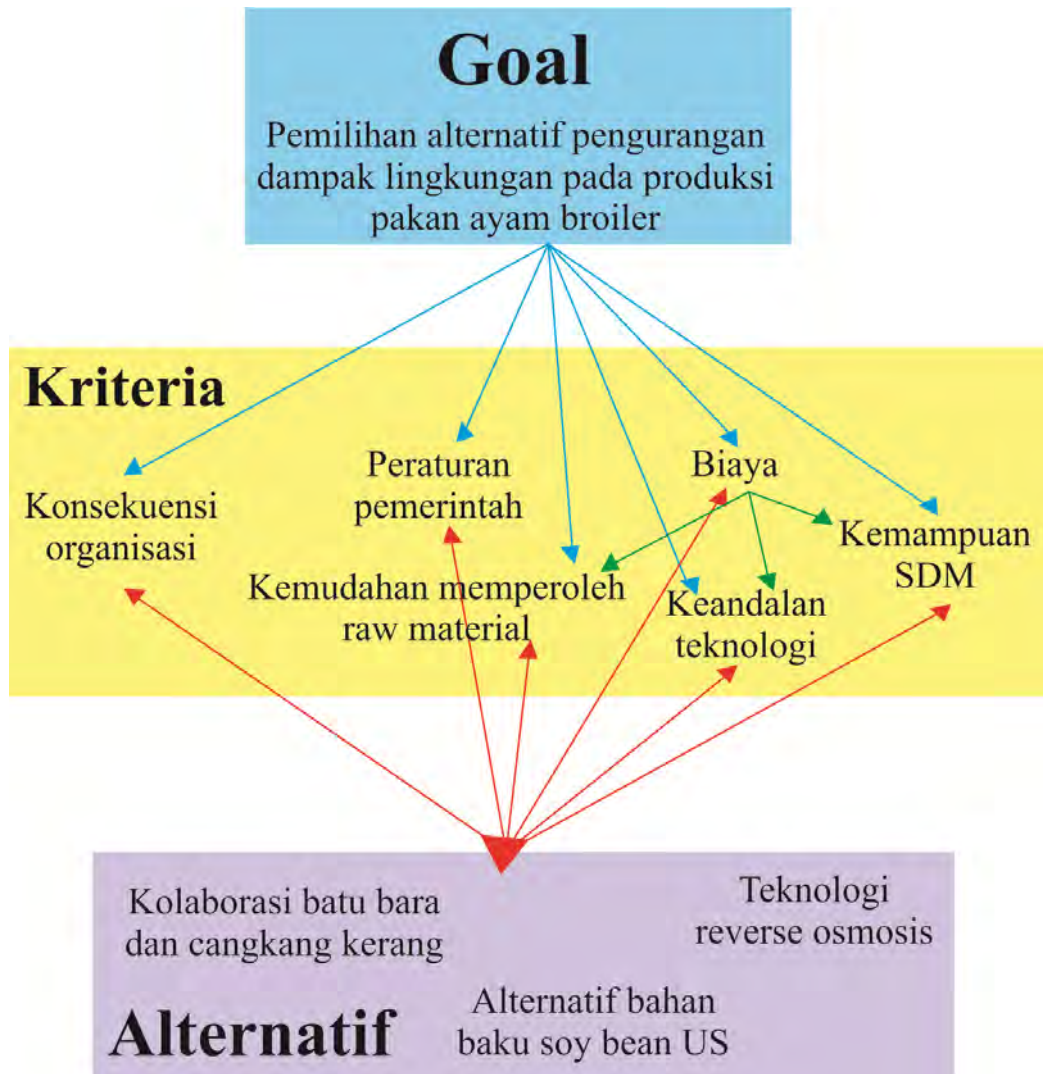 Goal
Pemilihan alternatif pengurangan
dampak lingkungan pada produksi
pakan ayam broiler
Kriteria
Konsekuensi
organisasi
Peraturan
pemerintah
Kemudahan memperoleh
raw material
Biaya
Keandalan
teknologi
Kemampuan
SDM
Kolaborasi batu bara
dan cangkang kerang
Teknologi
reverse osmosis
Alternatif
Alternatif bahan
baku soy bean US